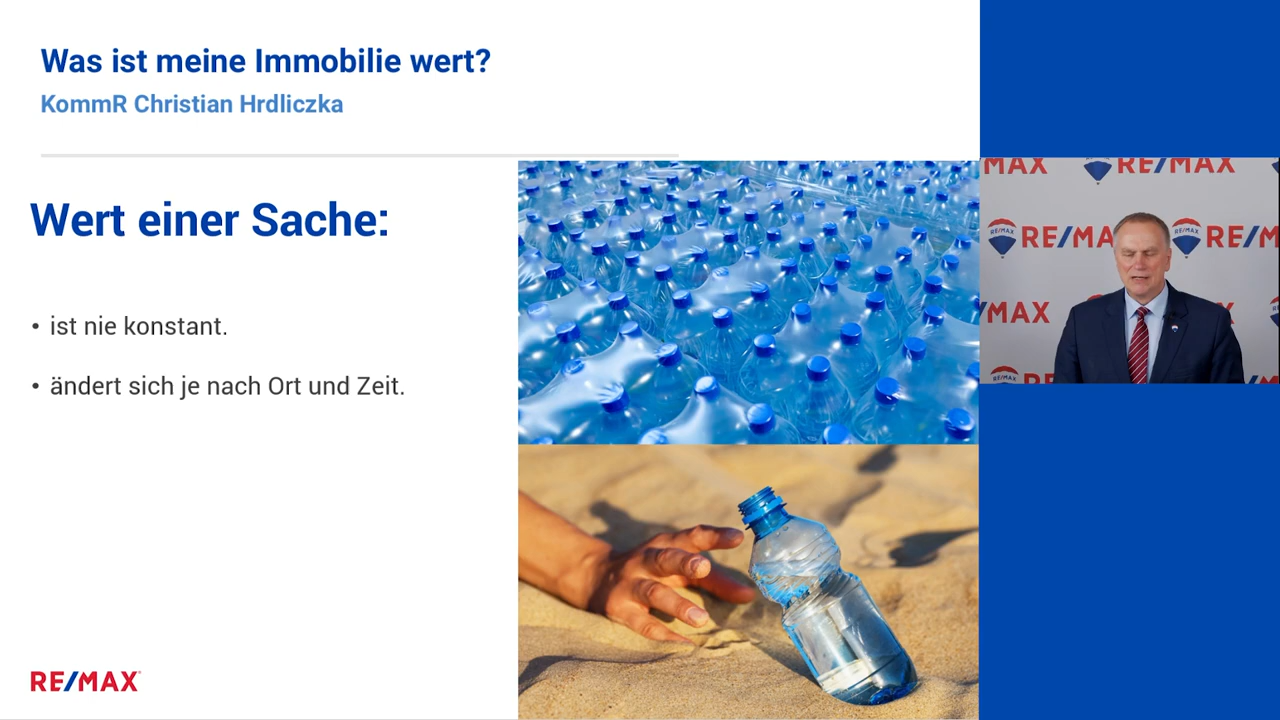 Was ist meine Immobilie wert?
KommR Christian Hrdliczka
Wert einer Sache:
• ist nie konstant.
• ändert sich je nach Ort und Zeit.
RE/MAX
MAX RE/MAX
RE/MAX RE/MAX
MAX